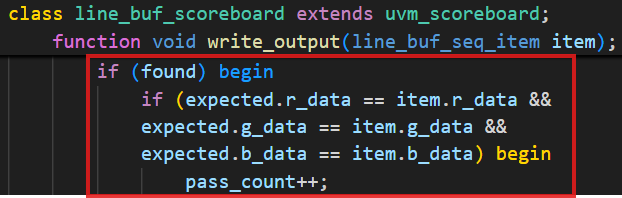 class line_buf_scoreboard extends uvm_scoreboard;
function void write_output(line_buf_seq_item item);
if (found) begin
if (expected.r_data == item.r_data &&
expected.g_data == item.g_data &&
expected.b_data == item.b_data) begin
pass_count++;